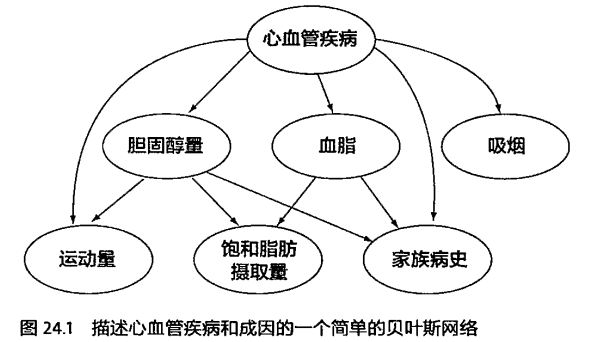 心血管疾病
胆固醇量
血脂
吸烟
运动量
饱和脂肪
摄取量
家族病史
图 24.1 描述心血管疾病和成因的一个简单的贝叶斯网络